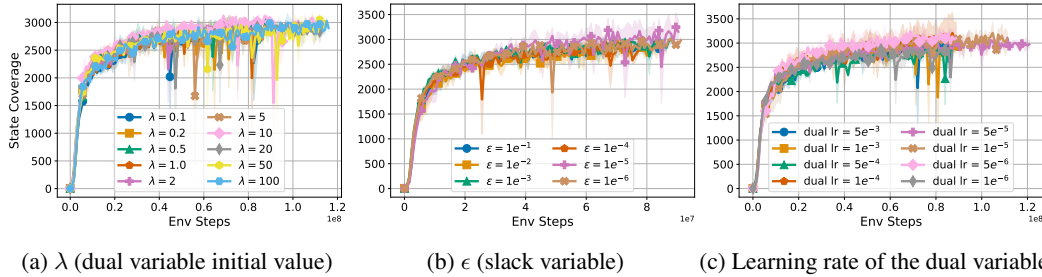 3000
2500
2000
1500
1000
500
0
State Coverage
λ = 0.1
λ = 0.2
λ = 0.5
λ = 1.0
λ = 2
λ = 5
λ = 10
λ = 20
λ = 50
λ = 100
0.0 0.2 0.4 0.6 0.8 1.0 1.2
1e8
Env Steps
(a) λ (dual variable initial value)
3500
3000
2500
2000
1500
1000
500
0
ϵ = 1e⁻¹
ϵ = 1e⁻²
ϵ = 1e⁻³
ϵ = 1e⁻⁴
ϵ = 1e⁻⁵
ϵ = 1e⁻⁶
0 2 4 6 8
1e7
Env Steps
(b) ϵ (slack variable)
3500
3000
2500
2000
1500
1000
500
0
dual lr = 5e⁻³
dual lr = 1e⁻³
dual lr = 5e⁻⁴
dual lr = 1e⁻⁴
dual lr = 5e⁻⁵
dual lr = 1e⁻⁵
dual lr = 5e⁻⁶
dual lr = 1e⁻⁶
0.0 0.2 0.4 0.6 0.8 1.0 1.2
1e8
Env Steps
(c) Learning rate of the dual variable